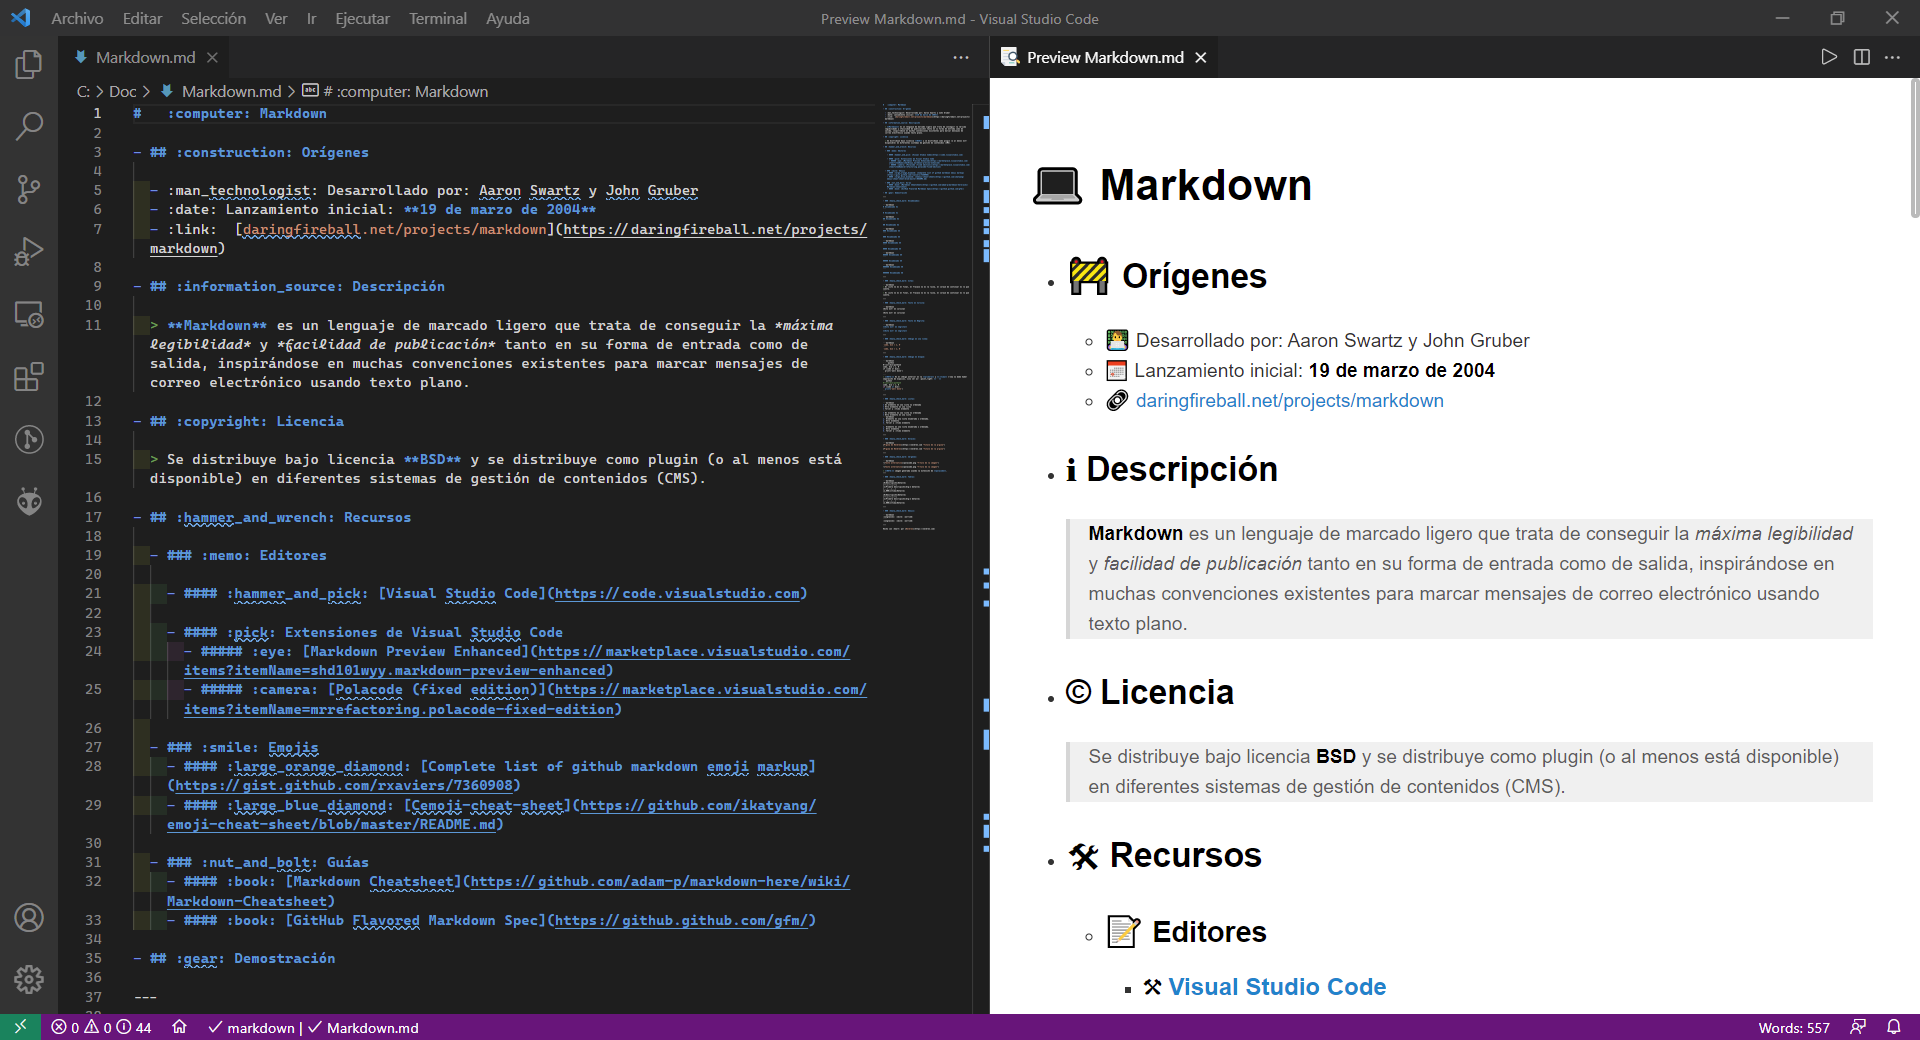 Archivo Editar Selección Ver Ir Ejecutar Terminal Ayuda
Preview Markdown.md - Visual Studio Code
Markdown.md
C: > Doc > Markdown.md > # :computer: Markdown
1 # :computer: Markdown
2
3 - ## :construction: Orígenes
4
5 - :man_technologist: Desarrollado por: Aaron Swartz y John Gruber
6 - :date: Lanzamiento inicial: **19 de marzo de 2004**
7 - :link: [daringfireball.net/projects/markdown](https://daringfireball.net/projects/
markdown)
8
9 - ## :information_source: Descripción
10
11 > **Markdown** es un lenguaje de marcado ligero que trata de conseguir la *máxima
legibilidad* y *facilidad de publicación* tanto en su forma de entrada como de
salida, inspirándose en muchas convenciones existentes para marcar mensajes de
correo electrónico usando texto plano.
12
13 - ## :copyright: Licencia
14
15 > Se distribuye bajo licencia **BSD** y se distribuye como plugin (o al menos está
disponible) en diferentes sistemas de gestión de contenidos (CMS).
16
17 - ## :hammer_and_wrench: Recursos
18
19 - ### :memo: Editores
20
21 - #### :hammer_and_pick: [Visual Studio Code](https://code.visualstudio.com)
22
23 - #### :pick: Extensiones de Visual Studio Code
24 - ##### :eye: [Markdown Preview Enhanced](https://marketplace.visualstudio.com/
items?itemName=shd101wyy.markdown-preview-enhanced)
25 - ##### :camera: [Polacode (fixed edition)](https://marketplace.visualstudio.com/
items?itemName=mrrefactoring.polacode-fixed-edition)
26
27 - ### :smile: Emojis
28 - #### :large_orange_diamond: [Complete list of github markdown emoji markup]
(https://gist.github.com/rxaviers/7360908)
29 - #### :large_blue_diamond: [Cemoji-cheat-sheet](https://github.com/ikatyang/
emoji-cheat-sheet/blob/master/README.md)
30
31 - ### :nut_and_bolt: Guías
32 - #### :book: [Markdown Cheatsheet](https://github.com/adam-p/markdown-here/wiki/
Markdown-Cheatsheet)
33 - #### :book: [GitHub Flavored Markdown Spec](https://github.github.com/gfm/)
34
35 - ## :gear: Demostración
36
37 ---
Preview Markdown.md
Markdown
Orígenes
Desarrollado por: Aaron Swartz y John Gruber
Lanzamiento inicial: 19 de marzo de 2004
daringfireball.net/projects/markdown
Descripción
Markdown es un lenguaje de marcado ligero que trata de conseguir la máxima legibilidad
y facilidad de publicación tanto en su forma de entrada como de salida, inspirándose en
muchas convenciones existentes para marcar mensajes de correo electrónico usando
texto plano.
© Licencia
Se distribuye bajo licencia BSD y se distribuye como plugin (o al menos está disponible)
en diferentes sistemas de gestión de contenidos (CMS).
Recursos
Editores
Visual Studio Code
0 0 44 markdown | Markdown.md
Words: 557